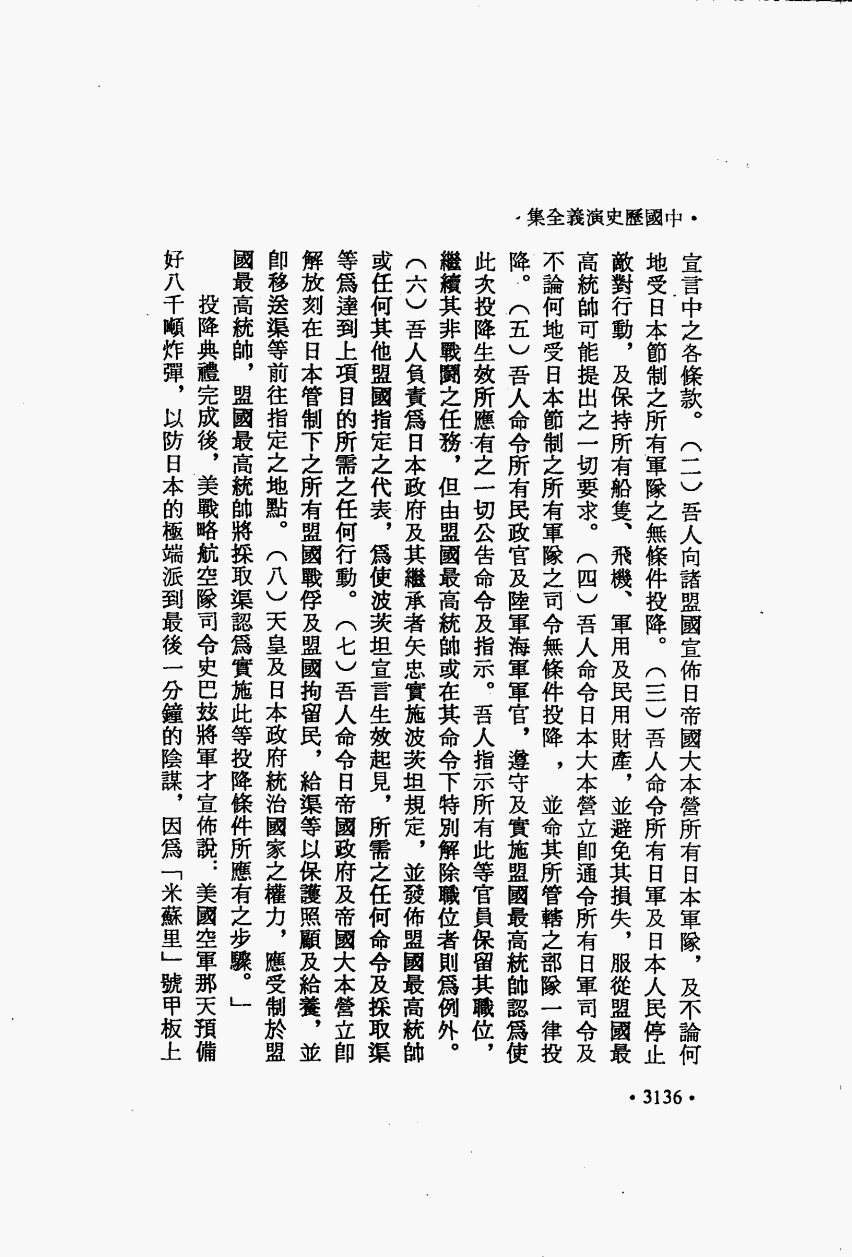 ·中國歷史演義全集·
宣言中之各條款。(二)吾人向諸盟國宣佈日帝國大本營所有日本軍隊,及不論何
地受日本節制之所有軍隊之無條件投降。(三)吾人命令所有日軍及日本人民停止
敵對行動,及保持所有船隻、飛機、軍用及民用財產,並避免其損失,服從盟國最
高統帥可能提出之一切要求。(四)吾人命令日本大本營立卽通令所有日軍司令及
不論何地受日本節制之所有軍隊之司令無條件投降,並命其所管轄之部隊一律投
降。(五)吾人命令所有民政官及陸軍海軍軍官,遵守及實施盟國最高統帥認爲使
此次投降生效所應有之一切公告命令及指示。吾人指示所有此等官員保留其職位,
繼續其非戰鬪之任務,但由盟國最高統帥或在其命令下特別解除職位者則爲例外。
(六)吾人負責爲日本政府及其繼承者矢忠實施波茨坦規定,並發佈盟國最高統帥
或任何其他盟國指定之代表,爲使波茨坦宣言生效起見,所需之任何命令及採取渠
等爲達到上項目的所需之任何行動。(七)吾人命令日帝國政府及帝國大本營立卽
解放刻在日本管制下之所有盟國戰俘及盟國拘留民,給渠等以保護照顧及給養,並
卽移送渠等前往指定之地點。(八)天皇及日本政府統治國家之權力,應受制於盟
國最高統帥,盟國最高統帥將採取渠認爲實施此等投降條件所應有之步驟。」
投降典禮完成後,美戰略航空隊司令史巴玆將軍才宣佈說:美國空軍那天預備
好八千噸炸彈,以防日本的極端派到最後一分鐘的陰謀,因爲「米蘇里」號甲板上
·3136·